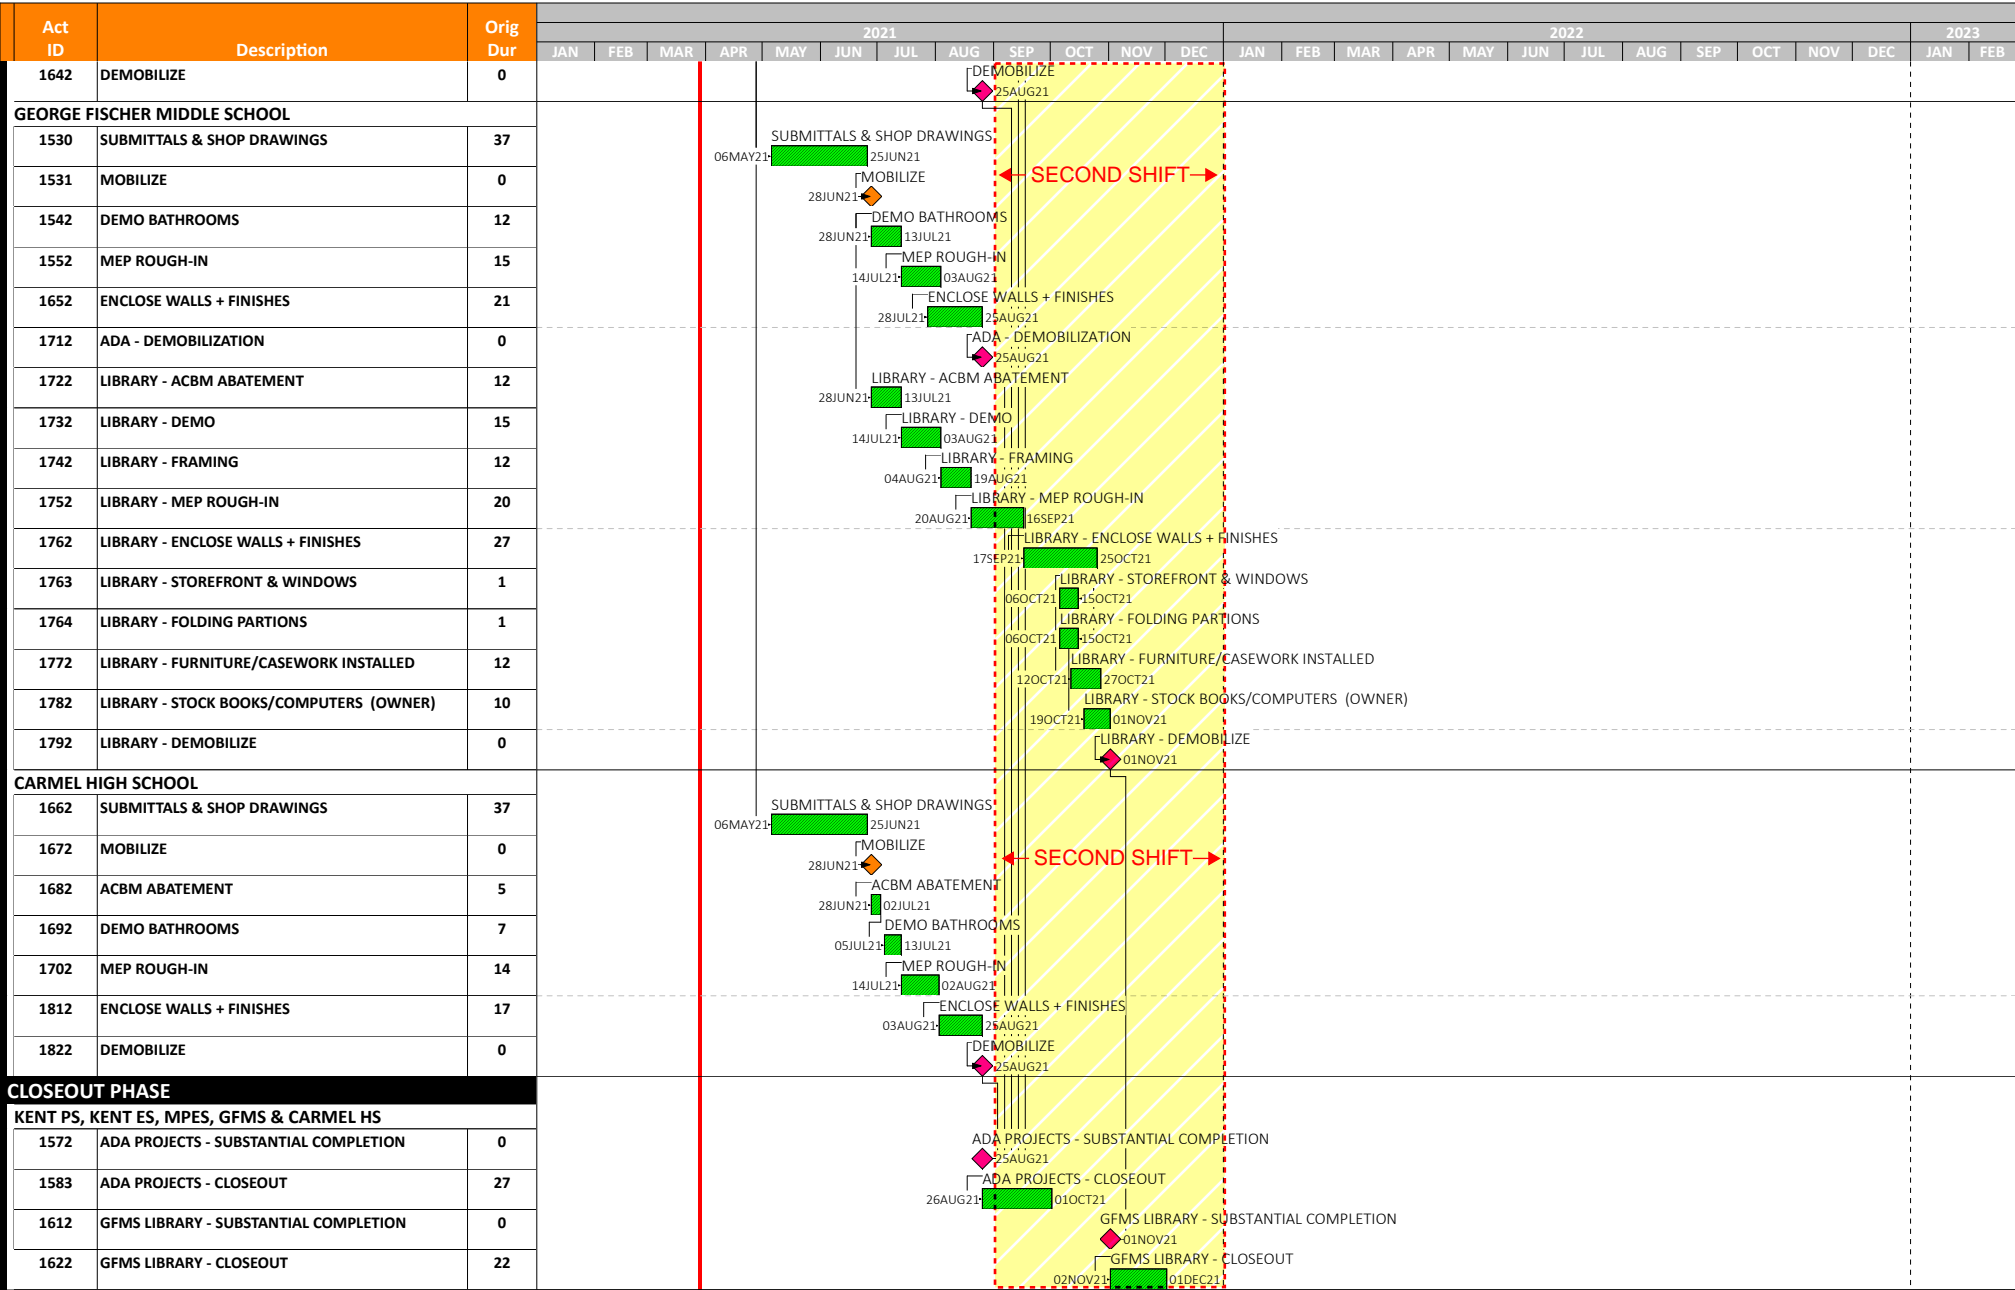 Act ID Description Orig Dur
2021 2022 2023
JAN FEB MAR APR MAY JUN JUL AUG SEP OCT NOV DEC JAN FEB MAR APR MAY JUN JUL AUG SEP OCT NOV DEC JAN FEB
1642 DEMOBILIZE 0 DEMOBILIZE
25AUG21
GEORGE FISCHER MIDDLE SCHOOL
1530 SUBMITTALS & SHOP DRAWINGS 37 SUBMITTALS & SHOP DRAWINGS
06MAY21 25JUN21
SECOND SHIFT
1531 MOBILIZE 0 MOBILIZE
28JUN21
1542 DEMO BATHROOMS 12 DEMO BATHROOMS
28JUN21 13JUL21
1552 MEP ROUGH-IN 15 MEP ROUGH-IN
14JUL21 03AUG21
1652 ENCLOSE WALLS + FINISHES 21 ENCLOSE WALLS + FINISHES
28JUL21 25AUG21
1712 ADA - DEMOBILIZATION 0 ADA - DEMOBILIZATION
25AUG21
1722 LIBRARY - ACBM ABATEMENT 12 LIBRARY - ACBM ABATEMENT
28JUN21 13JUL21
1732 LIBRARY - DEMO 15 LIBRARY - DEMO
14JUL21 03AUG21
1742 LIBRARY - FRAMING 12 LIBRARY - FRAMING
04AUG21 19AUG21
1752 LIBRARY - MEP ROUGH-IN 20 LIBRARY - MEP ROUGH-IN
20AUG21 16SEP21
1762 LIBRARY - ENCLOSE WALLS + FINISHES 27 LIBRARY - ENCLOSE WALLS + FINISHES
17SEP21 25OCT21
1763 LIBRARY - STOREFRONT & WINDOWS 1 LIBRARY - STOREFRONT & WINDOWS
06OCT21 15OCT21
1764 LIBRARY - FOLDING PARTIONS 1 LIBRARY - FOLDING PARTIONS
06OCT21 15OCT21
1772 LIBRARY - FURNITURE/CASEWORK INSTALLED 12 LIBRARY - FURNITURE/CASEWORK INSTALLED
12OCT21 27OCT21
1782 LIBRARY - STOCK BOOKS/COMPUTERS (OWNER) 10 LIBRARY - STOCK BOOKS/COMPUTERS (OWNER)
19OCT21 01NOV21
1792 LIBRARY - DEMOBILIZE 0 LIBRARY - DEMOBILIZE
01NOV21
CARMEL HIGH SCHOOL
1662 SUBMITTALS & SHOP DRAWINGS 37 SUBMITTALS & SHOP DRAWINGS
06MAY21 25JUN21
1672 MOBILIZE 0 MOBILIZE
28JUN21
SECOND SHIFT
1682 ACBM ABATEMENT 5 ACBM ABATEMENT
28JUN21 02JUL21
1692 DEMO BATHROOMS 7 DEMO BATHROOMS
05JUL21 13JUL21
1702 MEP ROUGH-IN 14 MEP ROUGH-IN
14JUL21 02AUG21
1812 ENCLOSE WALLS + FINISHES 17 ENCLOSE WALLS + FINISHES
03AUG21 25AUG21
1822 DEMOBILIZE 0 DEMOBILIZE
25AUG21
CLOSEOUT PHASE
KENT PS, KENT ES, MPES, GFMS & CARMEL HS
1572 ADA PROJECTS - SUBSTANTIAL COMPLETION 0 ADA PROJECTS - SUBSTANTIAL COMPLETION
25AUG21
1583 ADA PROJECTS - CLOSEOUT 27 ADA PROJECTS - CLOSEOUT
26AUG21 01OCT21
1612 GFMS LIBRARY - SUBSTANTIAL COMPLETION 0 GFMS LIBRARY - SUBSTANTIAL COMPLETION
01NOV21
1622 GFMS LIBRARY - CLOSEOUT 22 GFMS LIBRARY - CLOSEOUT
02NOV21 01DEC21